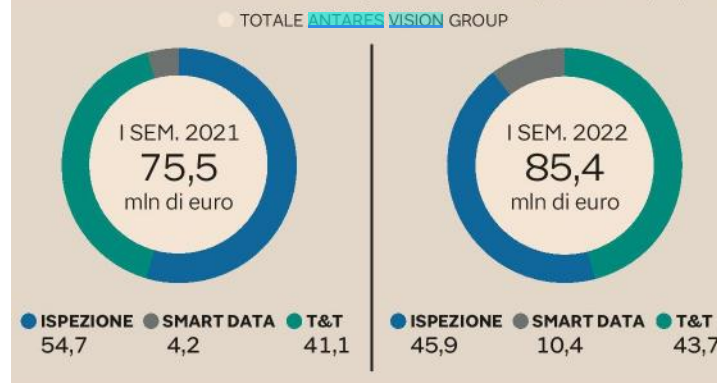 TOTALE ANTARES VISION GROUP
I SEM. 2021
75,5
mln di euro
ISPEZIONE SMART DATA T&T
54,7 4,2 41,1
I SEM. 2022
85,4
mln di euro
ISPEZIONE SMART DATA T&T
45,9 10,4 43,7